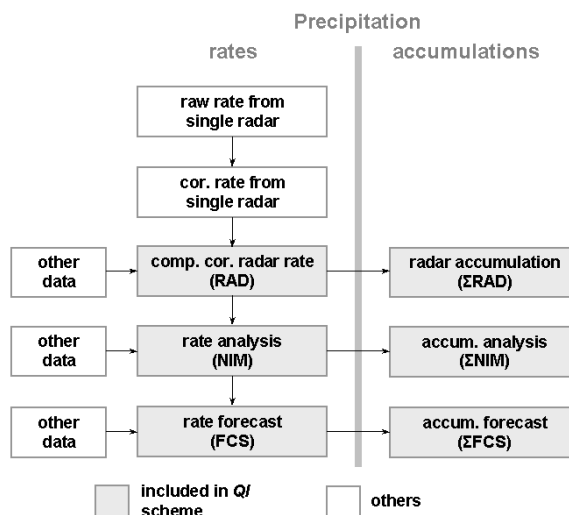 Precipitation
rates
accumulations
raw rate from
single radar
cor. rate from
single radar
other
data
comp. cor. radar rate
(RAD)
radar accumulation
(ΣRAD)
other
data
rate analysis
(NIM)
accum. analysis
(ΣNIM)
other
data
rate forecast
(FCS)
accum. forecast
(ΣFCS)
included in QI
scheme
others